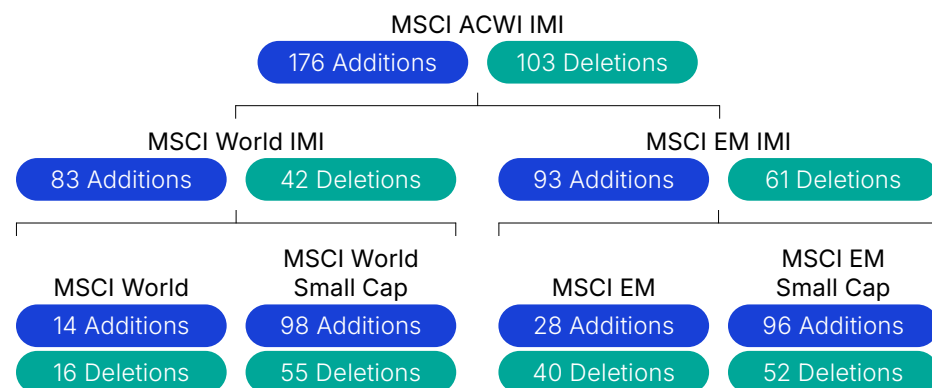 MSCI ACWI IMI
176 Additions
103 Deletions
MSCI World IMI
83 Additions
42 Deletions
MSCI EM IMI
93 Additions
61 Deletions
MSCI World
14 Additions
16 Deletions
MSCI World
Small Cap
98 Additions
55 Deletions
MSCI EM
28 Additions
40 Deletions
MSCI EM
Small Cap
96 Additions
52 Deletions